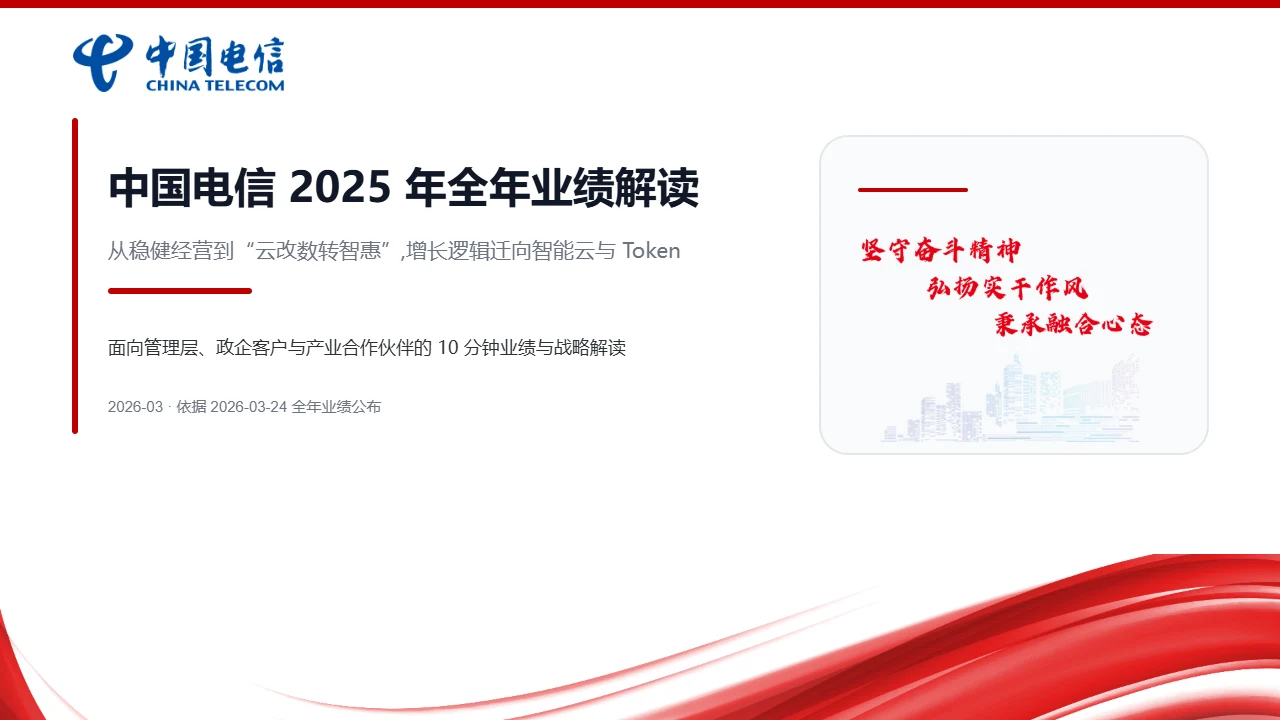 中国电信
CHINA TELECOM
中国电信 2025 年全年业绩解读
从稳健经营到“云改数转智惠”,增长逻辑迁向智能云与 Token
面向管理层、政企客户与产业合作伙伴的 10 分钟业绩与战略解读
2026-03 · 依据 2026-03-24 全年业绩公布
坚守奋斗精神
弘扬实干作风
秉承融合心态